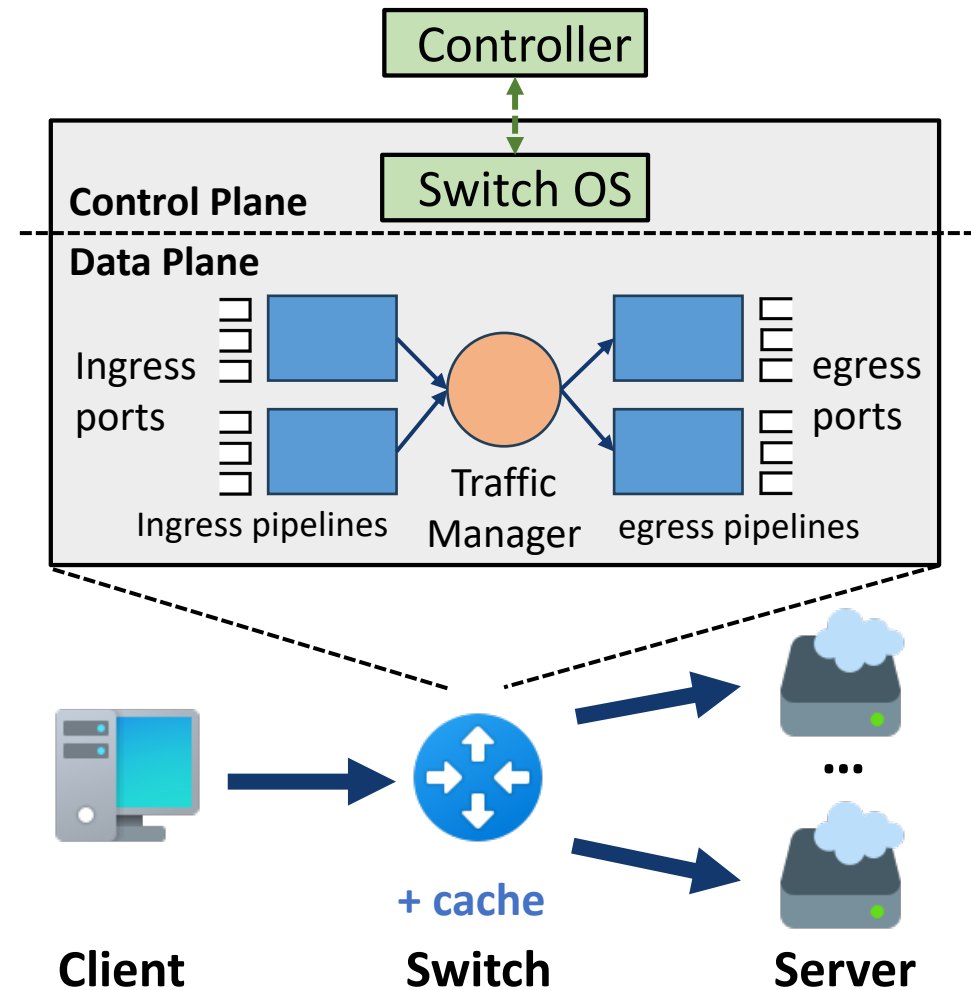 Controller
Switch OS
Control Plane
Data Plane
Ingress
ports
egress
ports
Traffic
Manager
Ingress pipelines
egress pipelines
...
+ cache
Client
Switch
Server